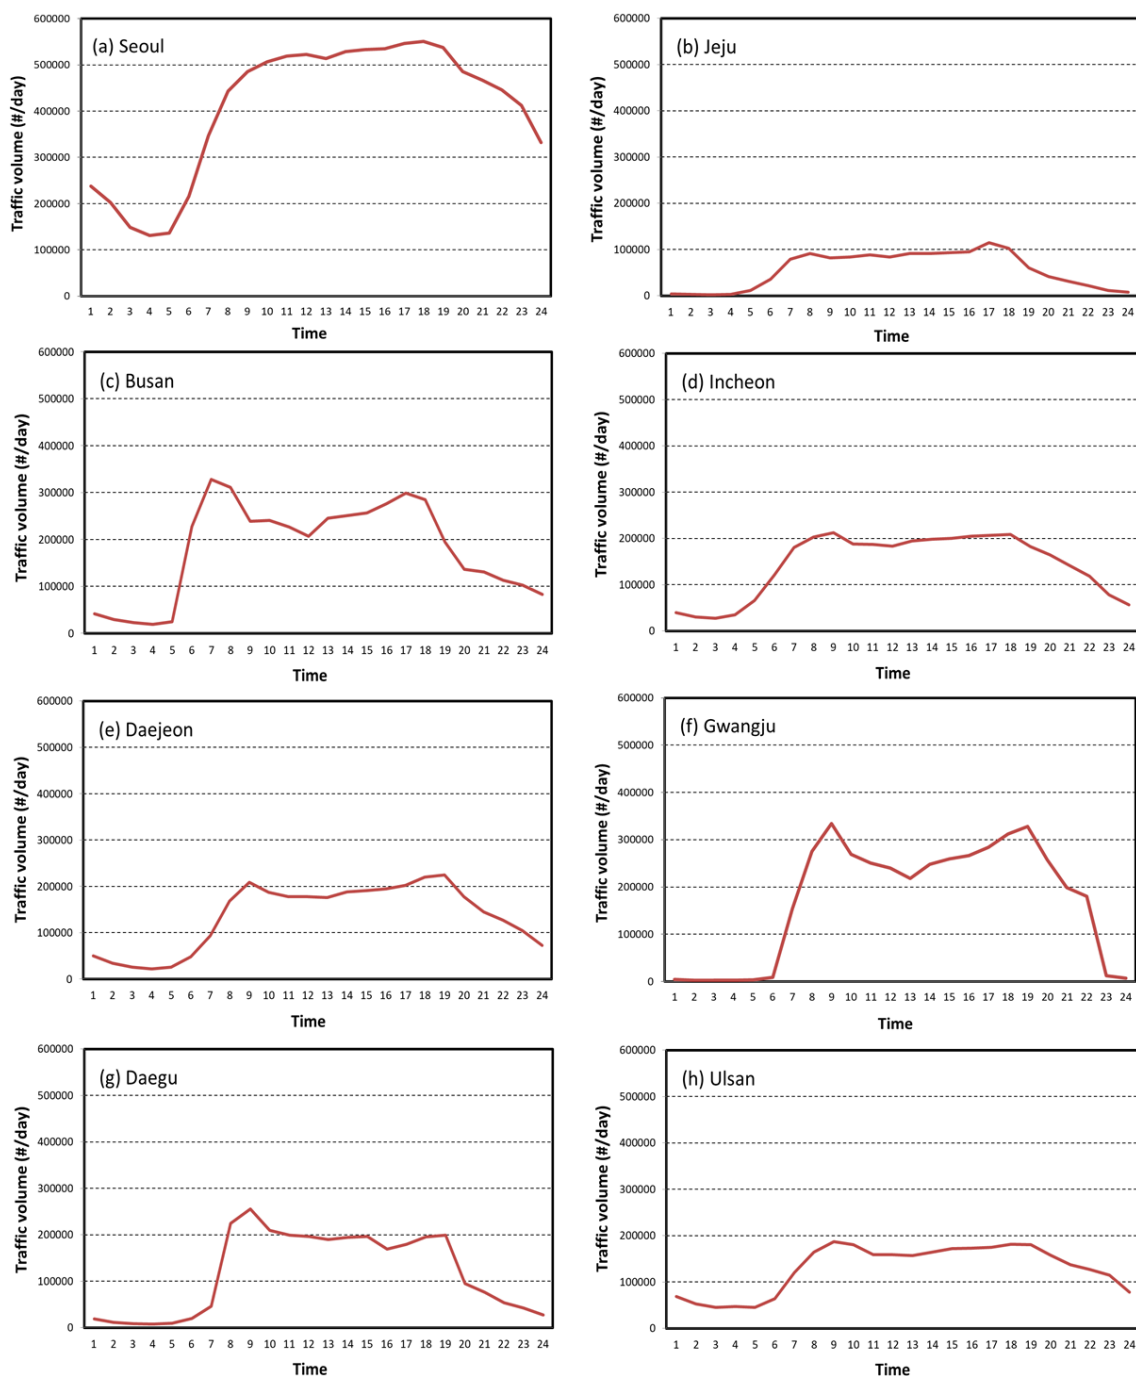 (a) Seoul
Traffic volume (#/day)
600000
500000
400000
300000
200000
100000
0
1 2 3 4 5 6 7 8 9 10 11 12 13 14 15 16 17 18 19 20 21 22 23 24
Time
(b) Jeju
Traffic volume (#/day)
600000
500000
400000
300000
200000
100000
0
1 2 3 4 5 6 7 8 9 10 11 12 13 14 15 16 17 18 19 20 21 22 23 24
Time
(c) Busan
Traffic volume (#/day)
600000
500000
400000
300000
200000
100000
0
1 2 3 4 5 6 7 8 9 10 11 12 13 14 15 16 17 18 19 20 21 22 23 24
Time
(d) Incheon
Traffic volume (#/day)
600000
500000
400000
300000
200000
100000
0
1 2 3 4 5 6 7 8 9 10 11 12 13 14 15 16 17 18 19 20 21 22 23 24
Time
(e) Daejeon
Traffic volume (#/day)
600000
500000
400000
300000
200000
100000
0
1 2 3 4 5 6 7 8 9 10 11 12 13 14 15 16 17 18 19 20 21 22 23 24
Time
(f) Gwangju
Traffic volume (#/day)
600000
500000
400000
300000
200000
100000
0
1 2 3 4 5 6 7 8 9 10 11 12 13 14 15 16 17 18 19 20 21 22 23 24
Time
(g) Daegu
Traffic volume (#/day)
600000
500000
400000
300000
200000
100000
0
1 2 3 4 5 6 7 8 9 10 11 12 13 14 15 16 17 18 19 20 21 22 23 24
Time
(h) Ulsan
Traffic volume (#/day)
600000
500000
400000
300000
200000
100000
0
1 2 3 4 5 6 7 8 9 10 11 12 13 14 15 16 17 18 19 20 21 22 23 24
Time